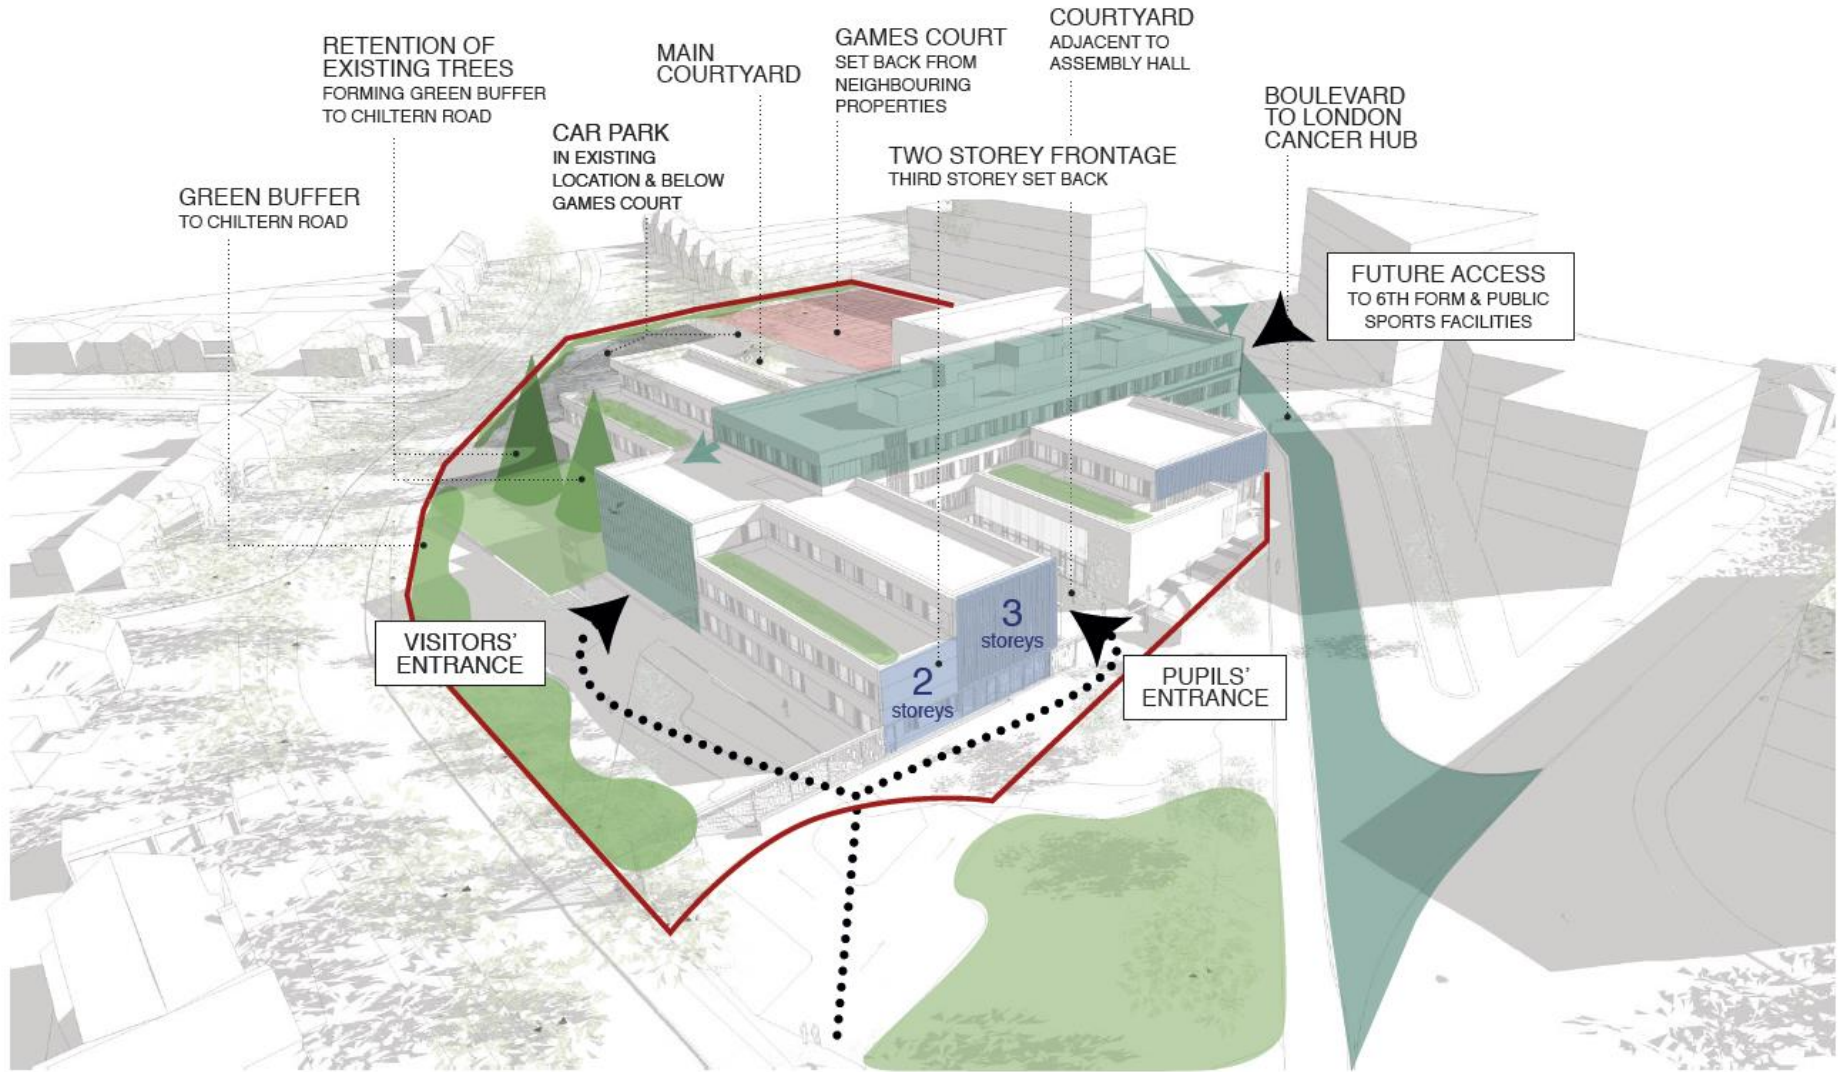 COURTYARD
ADJACENT TO
ASSEMBLY HALL
GAMES COURT
SET BACK FROM
NEIGHBOURING
PROPERTIES
RETENTION OF
EXISTING TREES
FORMING GREEN BUFFER
TO CHILTERN ROAD
MAIN
COURTYARD
BOULEVARD
TO LONDON
CANCER HUB
CAR PARK
IN EXISTING
LOCATION & BELOW
GAMES COURT
TWO STOREY FRONTAGE
THIRD STOREY SET BACK
GREEN BUFFER
TO CHILTERN ROAD
FUTURE ACCESS
TO 6TH FORM & PUBLIC
SPORTS FACILITIES
3
storeys
2
storeys
VISITORS'
ENTRANCE
PUPILS'
ENTRANCE